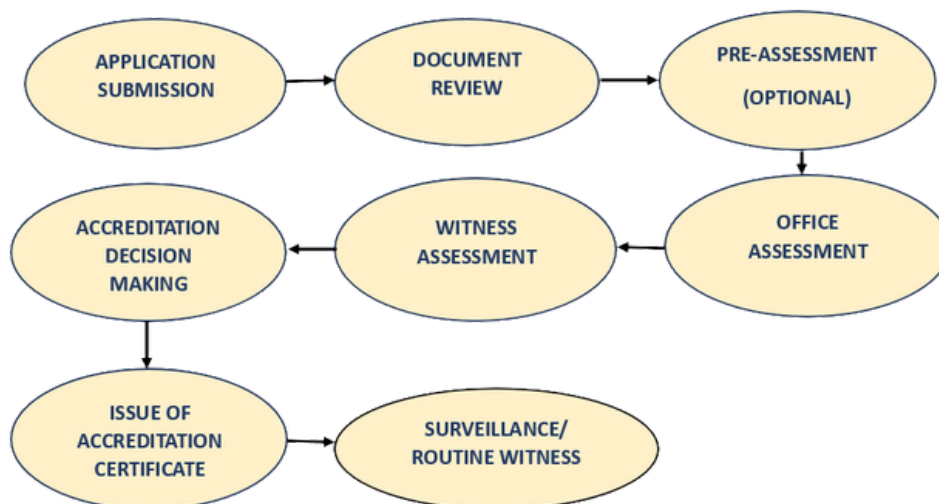 APPLICATION
SUBMISSION
DOCUMENT
REVIEW
PRE-ASSESSMENT
(OPTIONAL)
OFFICE
ASSESSMENT
WITNESS
ASSESSMENT
ACCREDITATION
DECISION
MAKING
ISSUE OF
ACCREDITATION
CERTIFICATE
SURVEILLANCE/
ROUTINE WITNESS